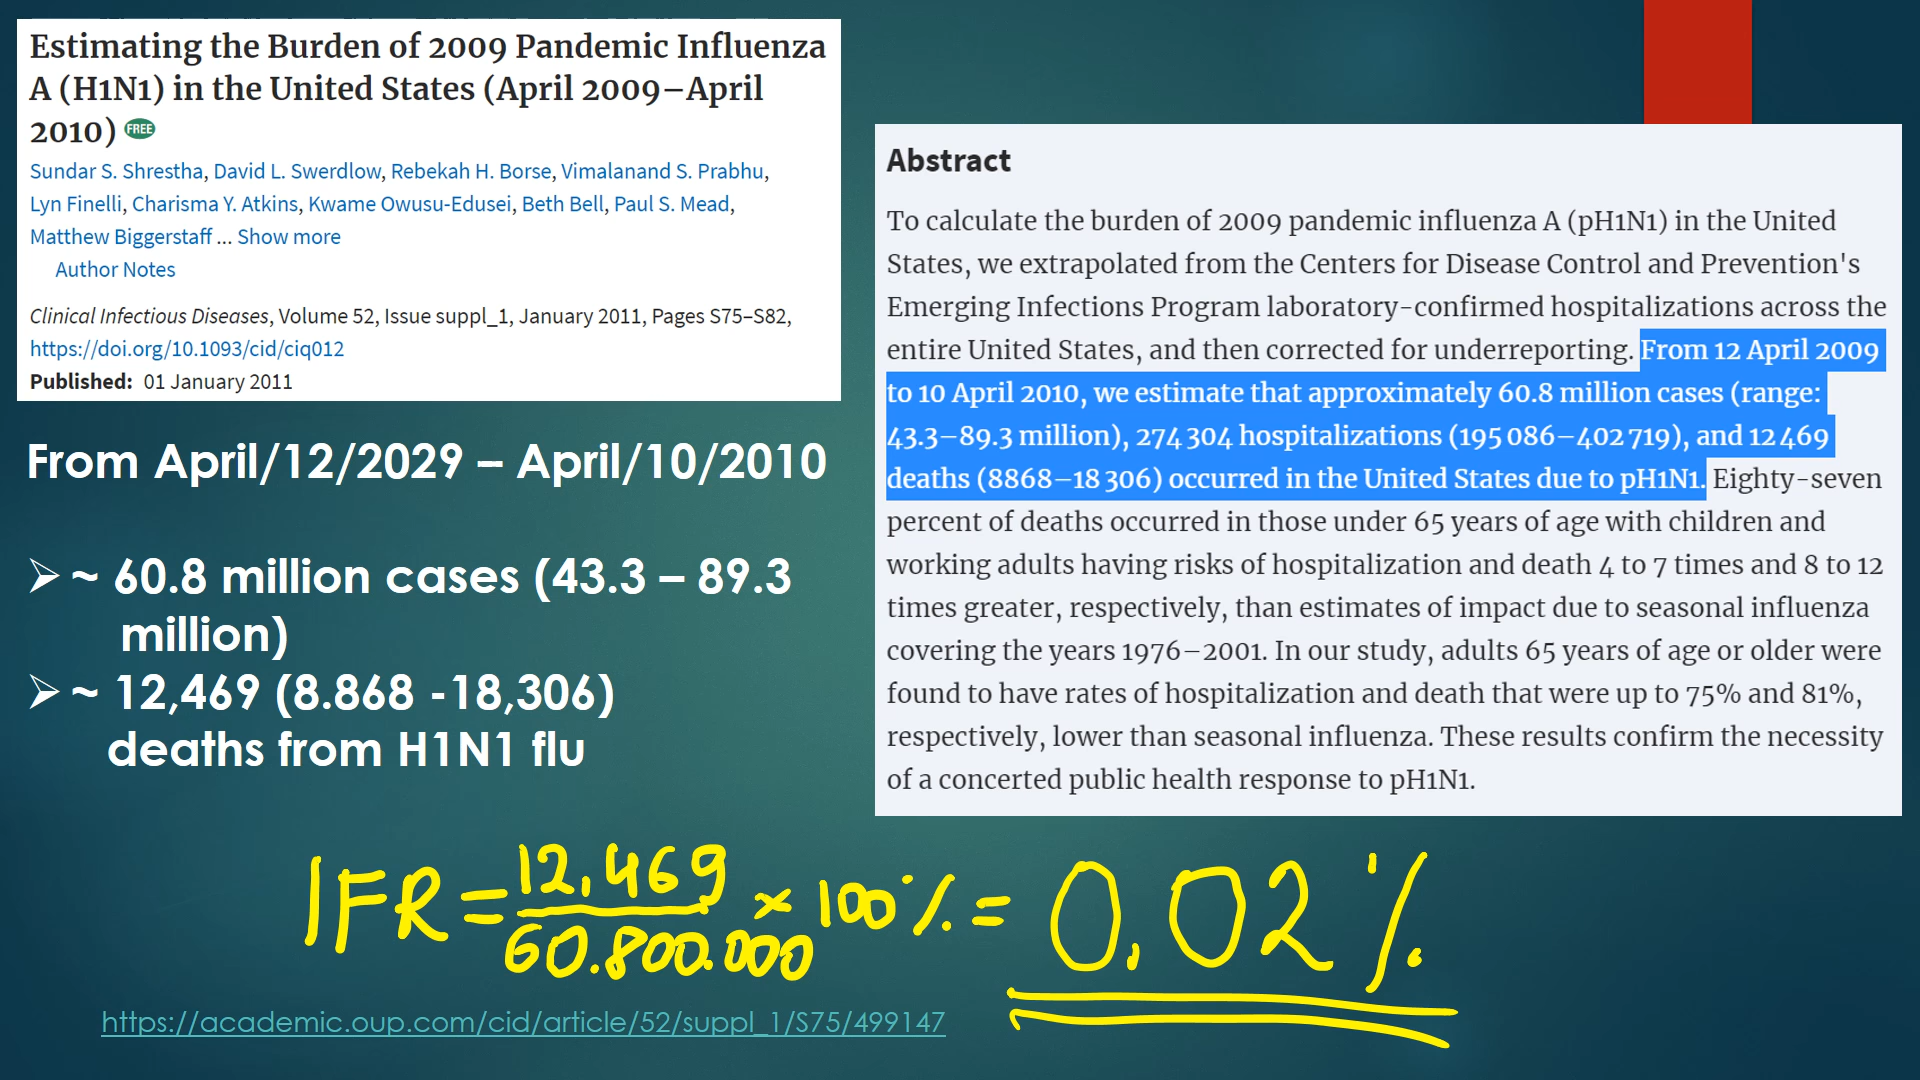 Estimating the Burden of 2009 Pandemic Influenza
A (H1N1) in the United States (April 2009–April
2010) FREE
Sundar S. Shrestha, David L. Swerdlow, Rebekah H. Borse, Vimalanand S. Prabhu,
Lyn Finelli, Charisma Y. Atkins, Kwame Owusu-Edusei, Beth Bell, Paul S. Mead,
Matthew Biggerstaff ... Show more
Author Notes
Clinical Infectious Diseases, Volume 52, Issue suppl_1, January 2011, Pages S75–S82,
https://doi.org/10.1093/cid/ciq012
Published: 01 January 2011
From April/12/2029 – April/10/2010
➢ ~ 60.8 million cases (43.3 – 89.3
million)
➢ ~ 12,469 (8.868 -18,306)
deaths from H1N1 flu
Abstract
To calculate the burden of 2009 pandemic influenza A (pH1N1) in the United
States, we extrapolated from the Centers for Disease Control and Prevention's
Emerging Infections Program laboratory-confirmed hospitalizations across the
entire United States, and then corrected for underreporting. From 12 April 2009
to 10 April 2010, we estimate that approximately 60.8 million cases (range:
43.3–89.3 million), 274 304 hospitalizations (195 086–402 719), and 12 469
deaths (8868–18 306) occurred in the United States due to pH1N1. Eighty-seven
percent of deaths occurred in those under 65 years of age with children and
working adults having risks of hospitalization and death 4 to 7 times and 8 to 12
times greater, respectively, than estimates of impact due to seasonal influenza
covering the years 1976–2001. In our study, adults 65 years of age or older were
found to have rates of hospitalization and death that were up to 75% and 81%,
respectively, lower than seasonal influenza. These results confirm the necessity
of a concerted public health response to pH1N1.
IFR = 12,469 × 100% = 0,02%
60.800.000
https://academic.oup.com/cid/article/52/suppl_1/S75/499147